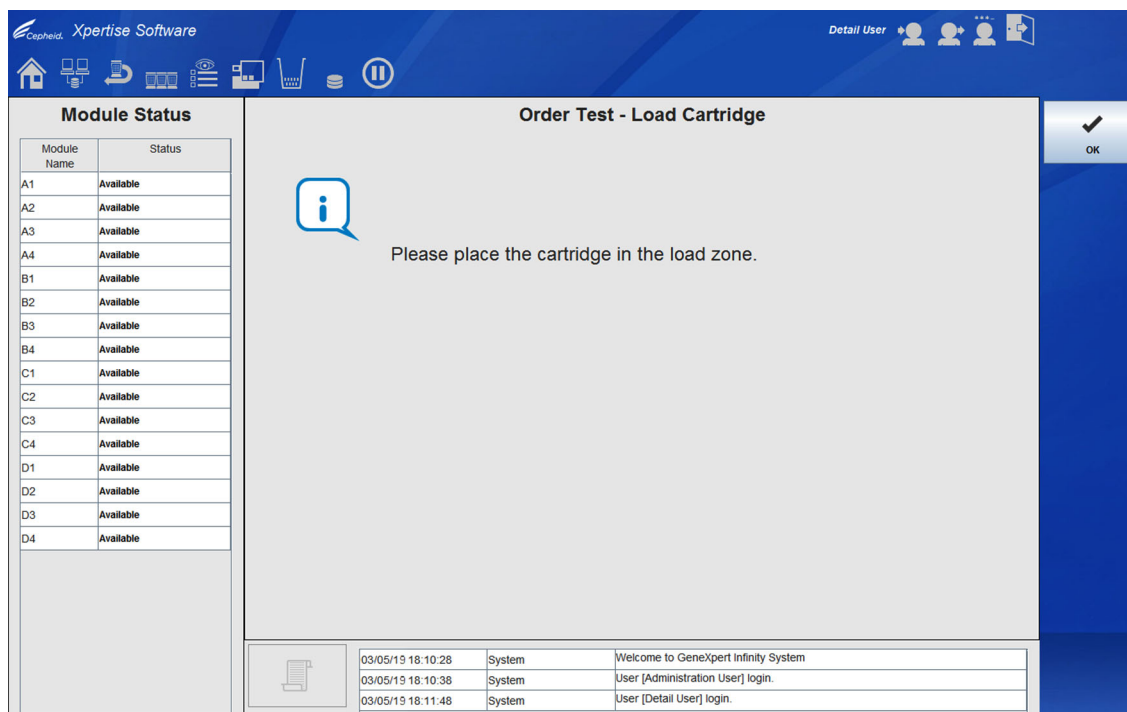 Cepheid. Xpertise Software
Detail User
Module Status
Module Name
Status
A1 Available
A2 Available
A3 Available
A4 Available
B1 Available
B2 Available
B3 Available
B4 Available
C1 Available
C2 Available
C3 Available
C4 Available
D1 Available
D2 Available
D3 Available
D4 Available
Order Test - Load Cartridge
Please place the cartridge in the load zone.
OK
03/05/19 18:10:28 System Welcome to GeneXpert Infinity System
03/05/19 18:10:38 System User [Administration User] login.
03/05/19 18:11:48 System User [Detail User] login.